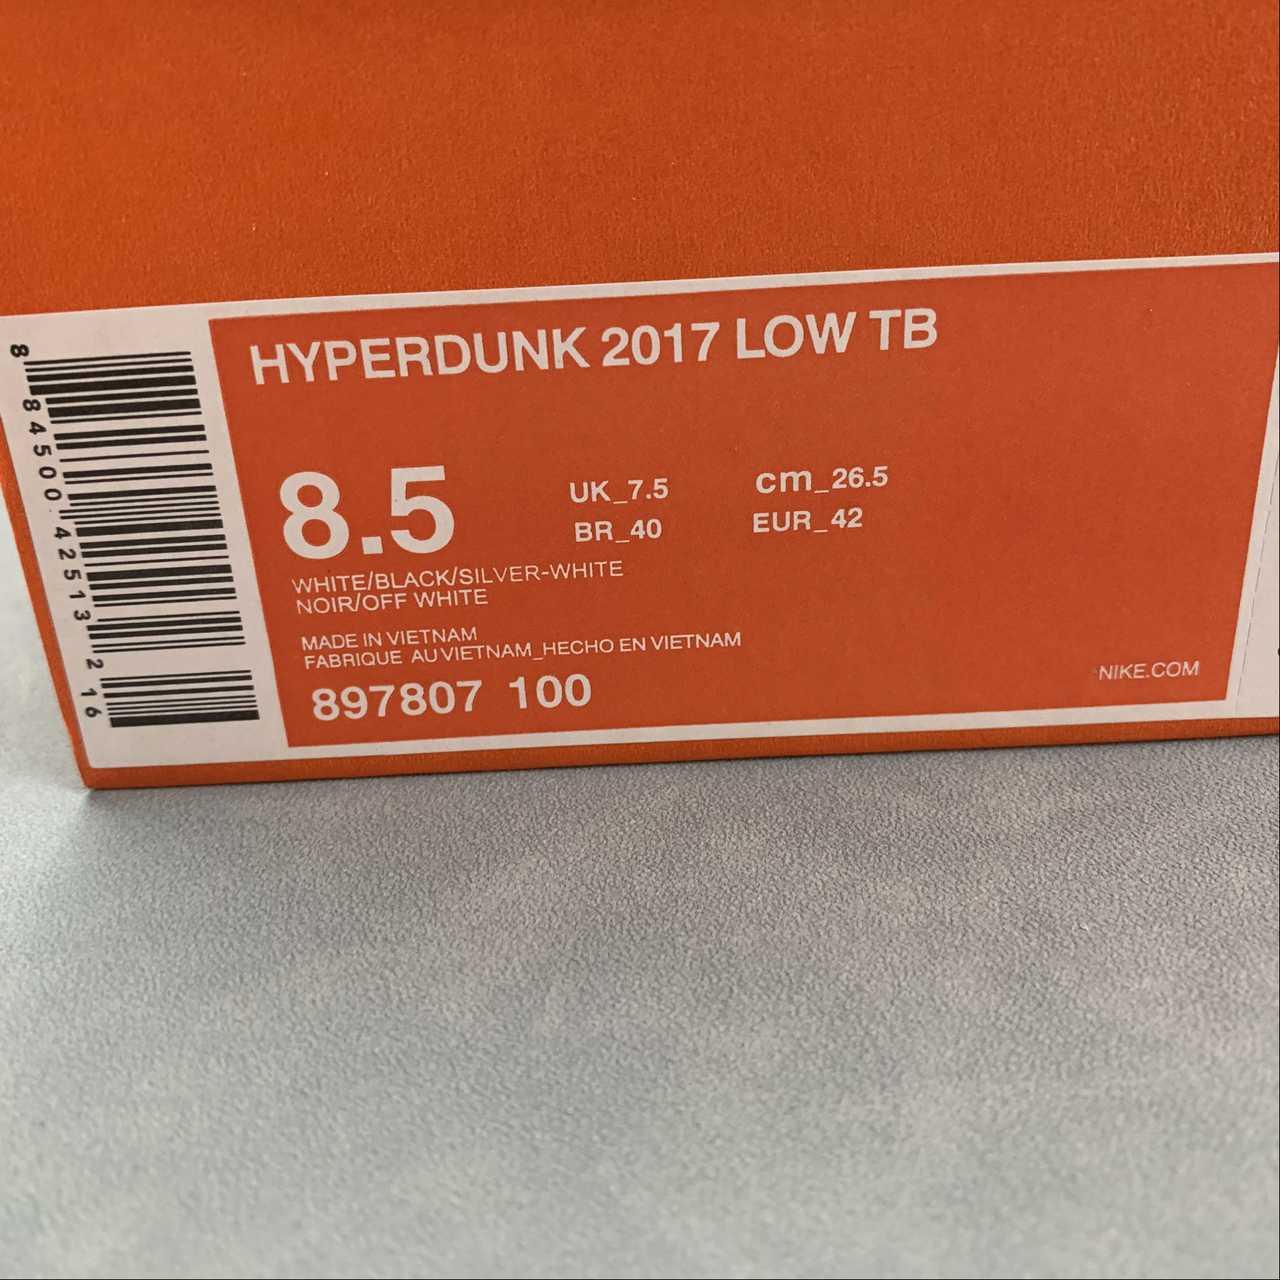 HYPERDUNK 2017 LOW TB
8.5
UK_7.5 cm_26.5
BR_40 EUR_42
WHITE/BLACK/SILVER-WHITE
NOIR/OFF WHITE
MADE IN VIETNAM
FABRIQUE AU VIETNAM_HECHO EN VIETNAM
897807 100
NIKE.COM
8 84500 42513 2 16